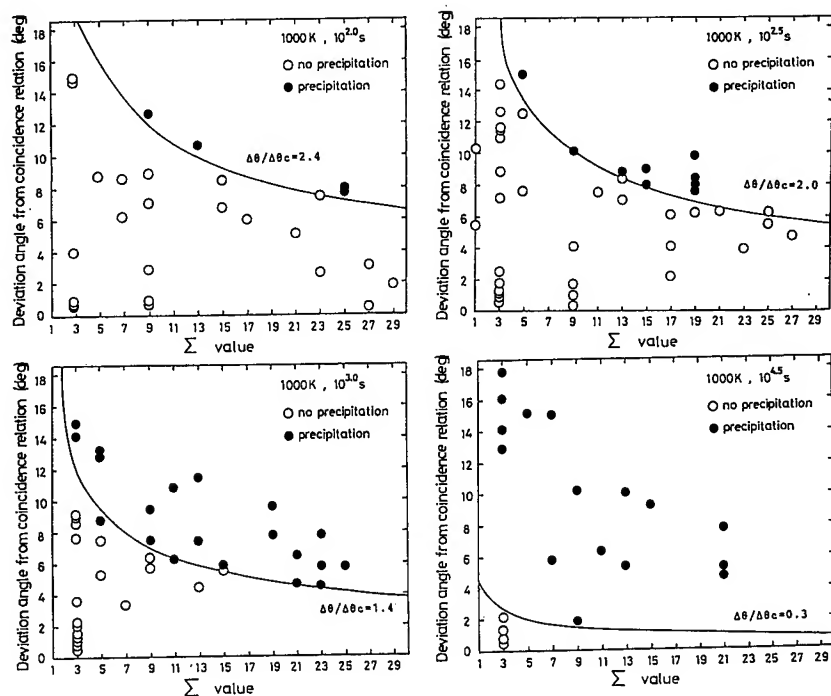 Deviation angle from coincidence relation (deg)
18
16
14
12
10
8
6
4
2
0
1000K , 10^2.0 s
○ no precipitation
● precipitation
Δθ/Δθc=2.4
1 3 5 7 9 11 13 15 17 19 21 23 25 27 29
Σ value
Deviation angle from coincidence relation (deg)
18
16
14
12
10
8
6
4
2
0
1000K , 10^2.5 s
○ no precipitation
● precipitation
Δθ/Δθc=2.0
1 3 5 7 9 11 13 15 17 19 21 23 25 27 29
Σ value
Deviation angle from coincidence relation (deg)
18
16
14
12
10
8
6
4
2
0
1000K , 10^3.0 s
○ no precipitation
● precipitation
Δθ/Δθc=1.4
1 3 5 7 9 11 13 15 17 19 21 23 25 27 29
Σ value
Deviation angle from coincidence relation (deg)
18
16
14
12
10
8
6
4
2
0
1000K , 10^4.5 s
○ no precipitation
● precipitation
Δθ/Δθc=0.3
1 3 5 7 9 11 13 15 17 19 21 23 25 27 29
Σ value